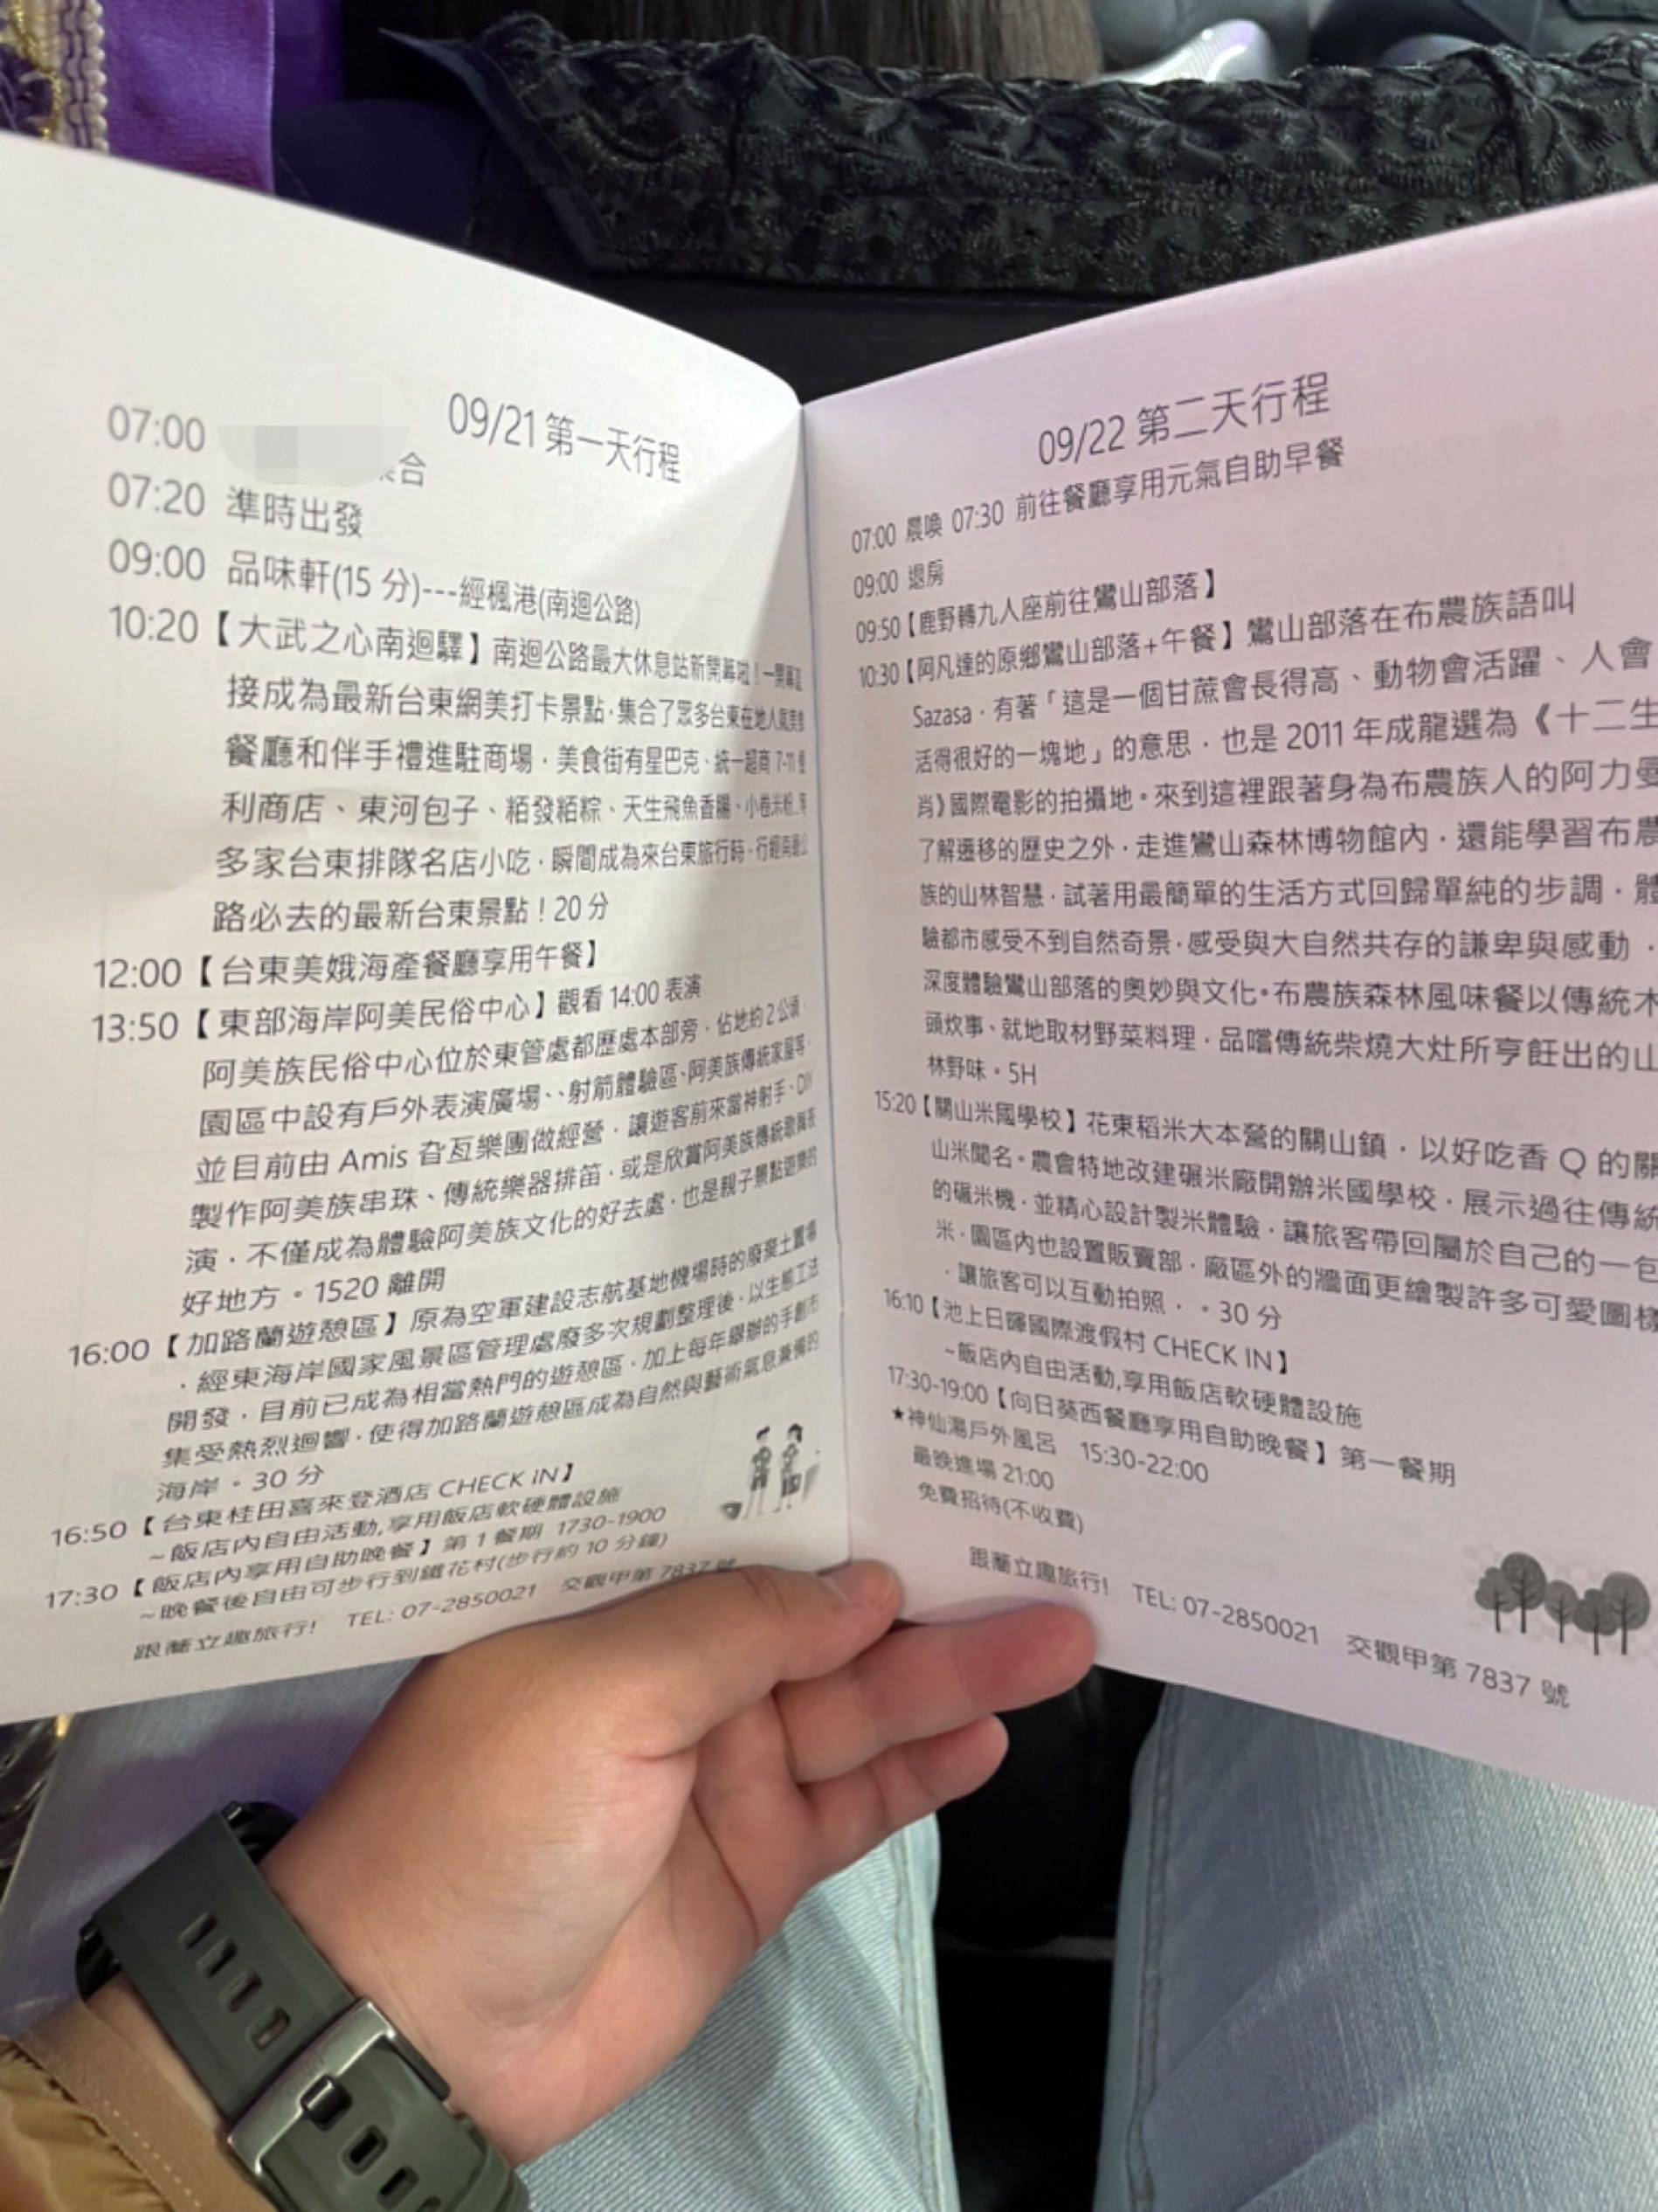 09/21 第一天行程
07:00 合
07:20 準時出發
09:00 品味軒(15 分)---經楓港(南迴公路)
10:20【大武之心南迴驛】南迴公路最大休息站新開幕啦！一開幕
接成為最新台東網美打卡景點，集合了眾多台東在地人氣美食
餐廳和伴手禮進駐商場，美食街有星巴克、統一超商 7-11 便
利商店、東河包子、粨發粨粽、天生飛魚香腸、小卷米粉..等
多家台東排隊名店小吃，瞬間成為來台東旅行時，行經南迴公
路必去的最新台東景點！20 分
12:00【台東美娥海產餐廳享用午餐】
13:50【東部海岸阿美民俗中心】觀看 14:00 表演
阿美族民俗中心位於東管處都歷處本部旁，佔地約 2 公頃，
園區中設有戶外表演廣場、、射箭體驗區、阿美族傳統家屋等，
並目前由 Amis 旮亙樂團做經營，讓遊客前來當神射手、DIY
製作阿美族串珠、傳統樂器排笛，或是欣賞阿美族傳統歌舞表
演，不僅成為體驗阿美族文化的好去處，也是親子景點遊樂的
好地方。1520 離開
16:00【加路蘭遊憩區】原為空軍建設志航基地機場時的廢棄土置場
，經東海岸國家風景區管理處廢多次規劃整理後，以生態工法
開發，目前已成為相當熱門的遊憩區，加上每年舉辦的手創市
集受熱烈迴響，使得加路蘭遊憩區成為自然與藝術氣息兼備的
海岸。30 分
16:50【台東桂田喜來登酒店 CHECK IN】
~飯店內自由活動,享用飯店軟硬體設施
17:30【飯店內享用自助晚餐】第 1 餐期 1730-1900
~晚餐後自由可步行到鐵花村(步行約 10 分鐘)
跟著立趣旅行! TEL: 07-2850021 交觀甲第 7837 號
09/22 第二天行程
07:00 晨喚 07:30 前往餐廳享用元氣自助早餐
09:00 退房
09:50【鹿野轉九人座前往鸞山部落】
10:30【阿凡達的原鄉鸞山部落+午餐】鸞山部落在布農族語叫
Sazasa，有著「這是一個甘蔗會長得高、動物會活躍、人會
活得很好的一塊地」的意思，也是 2011 年成龍選為《十二生
肖》國際電影的拍攝地。來到這裡跟著身為布農族人的阿力曼
了解遷移的歷史之外，走進鸞山森林博物館內，還能學習布農
族的山林智慧，試著用最簡單的生活方式回歸單純的步調，體
驗都市感受不到自然奇景，感受與大自然共存的謙卑與感動，
深度體驗鸞山部落的奧妙與文化。布農族森林風味餐以傳統木
頭炊事、就地取材野菜料理，品嚐傳統柴燒大灶所亨飪出的山
林野味。5H
15:20【關山米國學校】花東稻米大本營的關山鎮，以好吃香 Q 的關
山米聞名。農會特地改建碾米廠開辦米國學校，展示過往傳統
的碾米機，並精心設計製米體驗，讓旅客帶回屬於自己的一包
米，園區內也設置販賣部，廠區外的牆面更繪製許多可愛圖樣
，讓旅客可以互動拍照，。30 分
16:10【池上日暉國際渡假村 CHECK IN】
~飯店內自由活動,享用飯店軟硬體設施
17:30-19:00【向日葵西餐廳享用自助晚餐】第一餐期
★神仙湯戶外風呂 15:30-22:00
最晚進場 21:00
免費招待(不收費)
跟著立趣旅行! TEL: 07-2850021 交觀甲第 7837 號